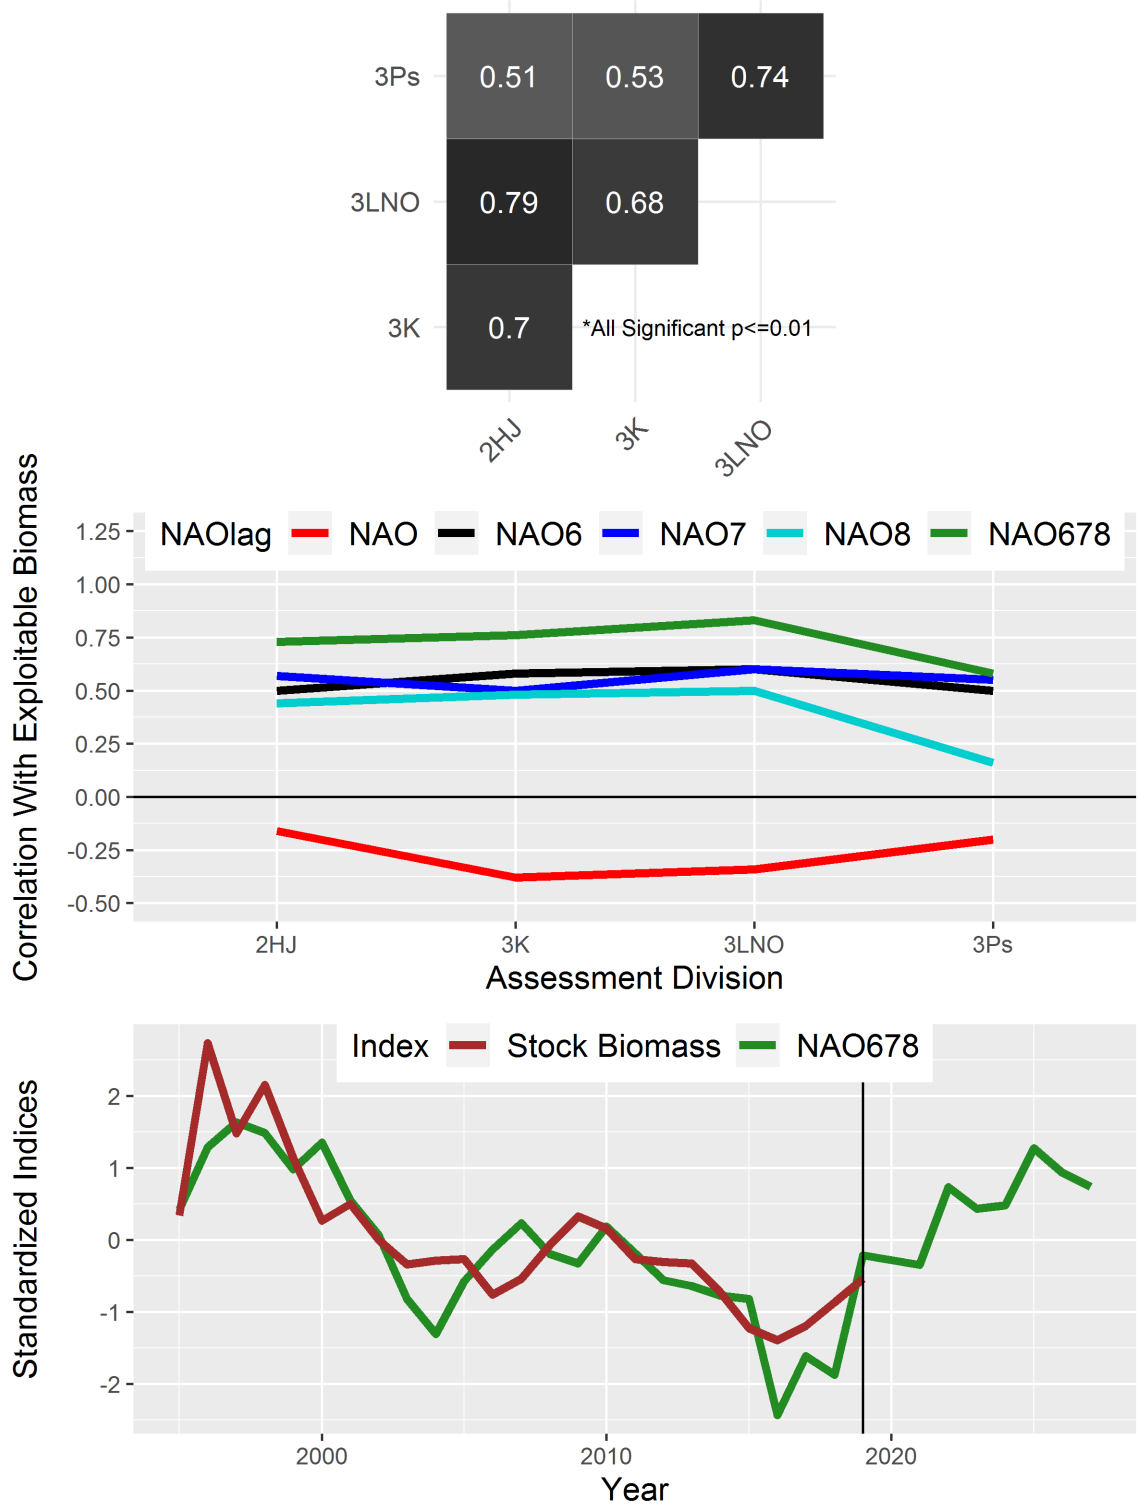 3Ps 0.51 0.53 0.74
3LNO 0.79 0.68
3K 0.7 *All Significant p<=0.01
2HJ 3K 3LNO
Correlation With Exploitable Biomass
NAOlag NAO NAO6 NAO7 NAO8 NAO678
1.25
1.00
0.75
0.50
0.25
0.00
-0.25
-0.50
2HJ 3K 3LNO 3Ps
Assessment Division
Standardized Indices
Index Stock Biomass NAO678
2
1
0
-1
-2
2000 2010 2020
Year